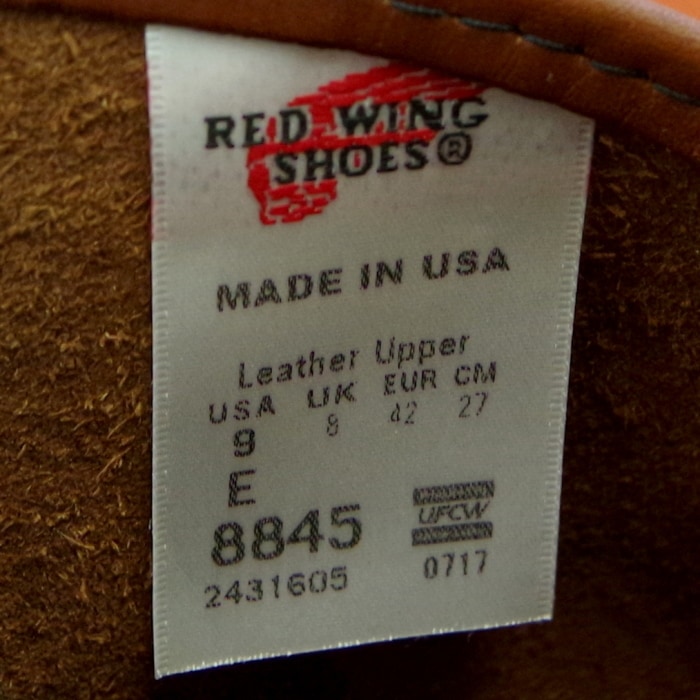 RED WING
SHOES®
MADE IN USA
Leather Upper
USA UK EUR CM
9 8 42 27
E
8845 UFCW
2431605 0717